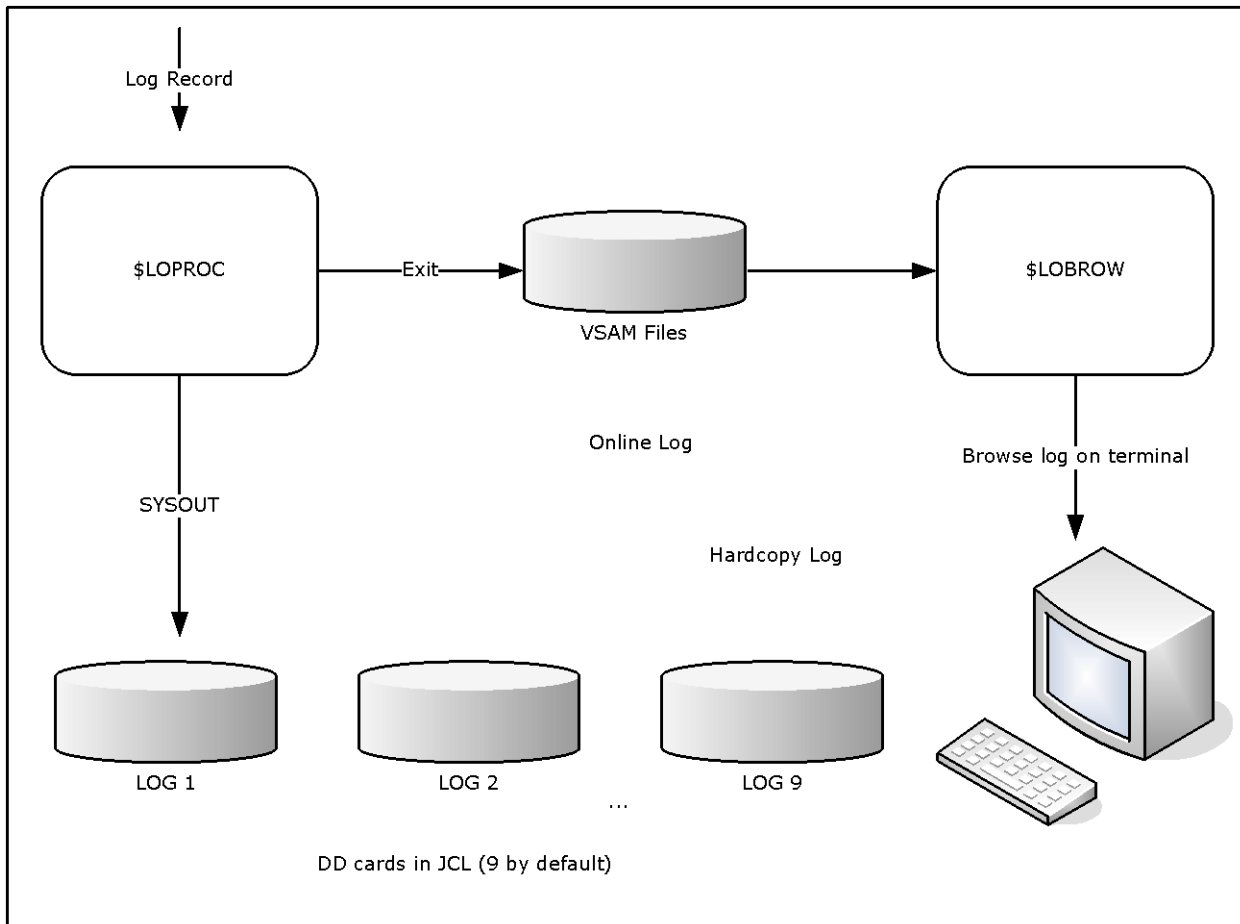 Log Record
$LOPROC
Exit
VSAM Files
$LOBROW
Online Log
Browse log on terminal
SYSOUT
Hardcopy Log
LOG 1
LOG 2
...
LOG 9
DD cards in JCL (9 by default)